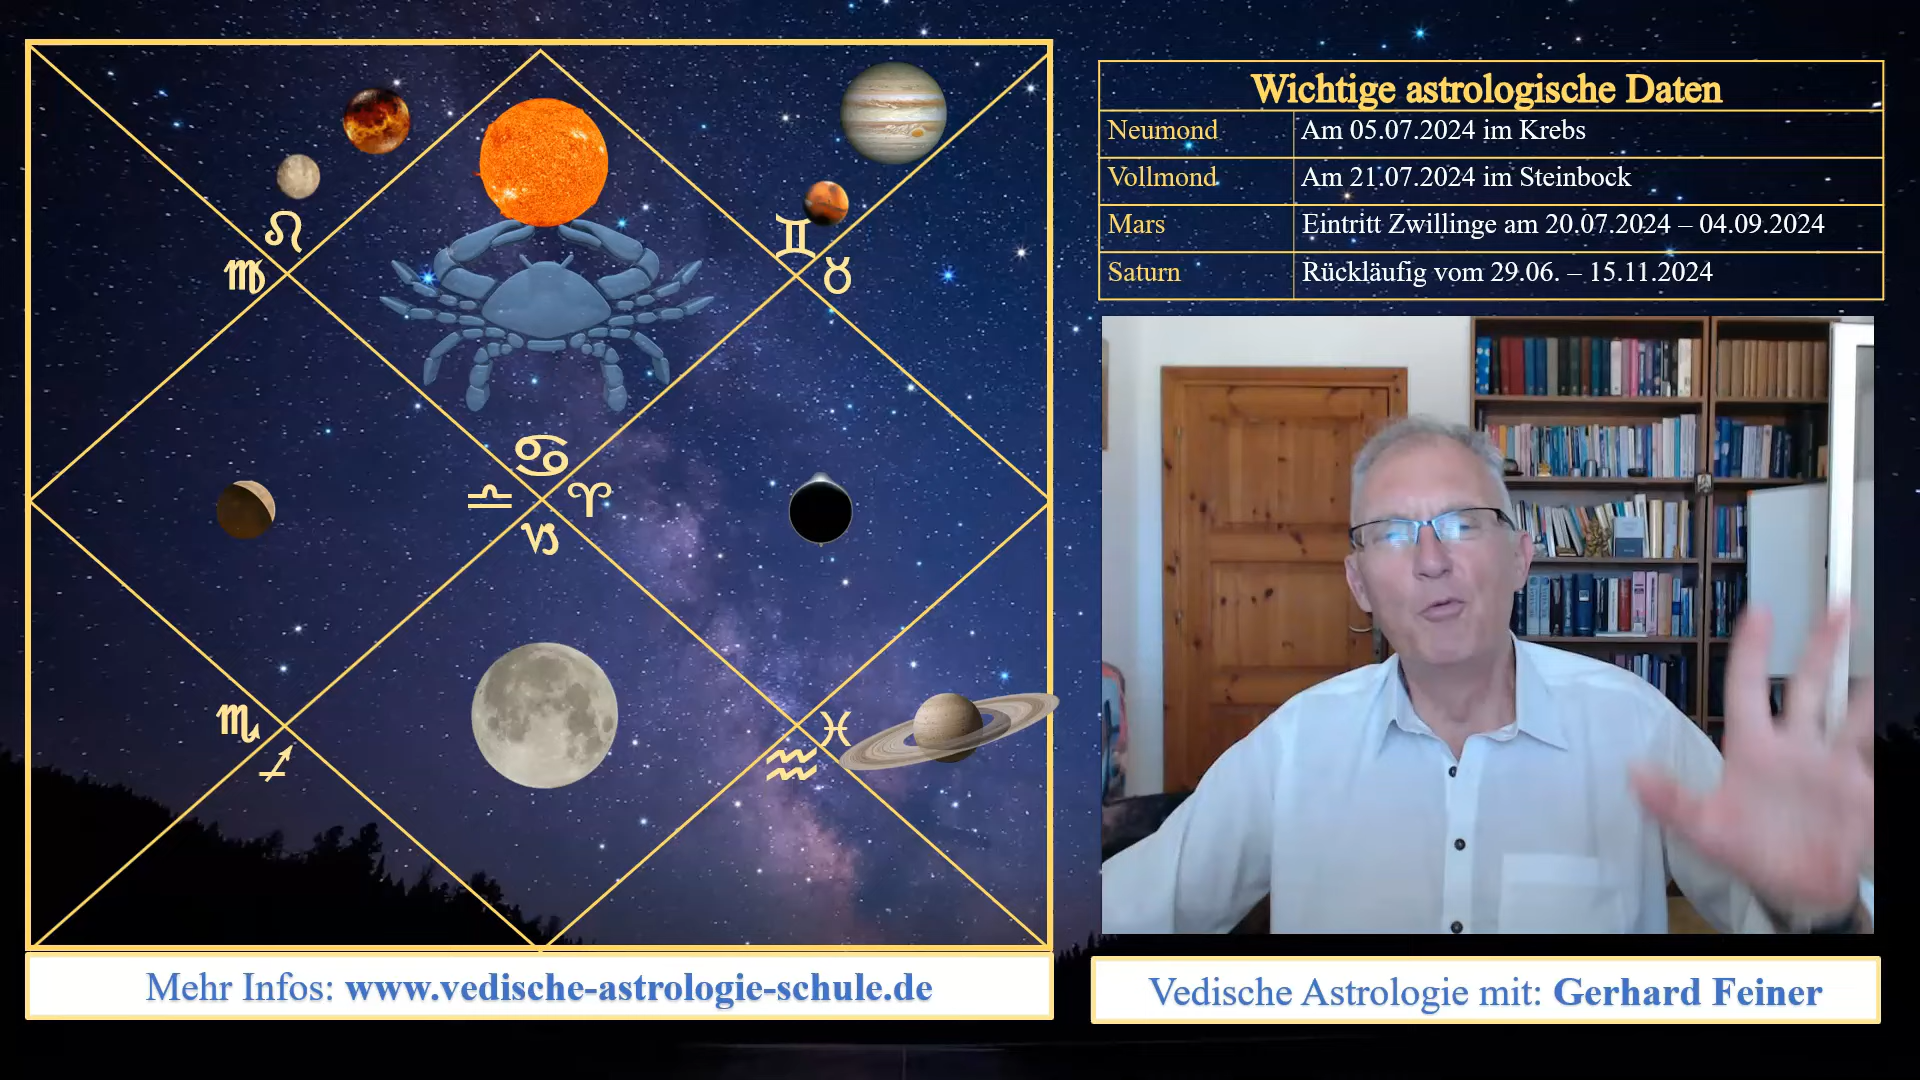 Wichtige astrologische Daten
Neumond Am 05.07.2024 im Krebs
Vollmond Am 21.07.2024 im Steinbock
Mars Eintritt Zwillinge am 20.07.2024 – 04.09.2024
Saturn Rückläufig vom 29.06. – 15.11.2024
♌
♍
♊
♉
♋
♎ ♈
♑
♏
♐
♓
♒
Mehr Infos: www.vedische-astrologie-schule.de
Vedische Astrologie mit: Gerhard Feiner